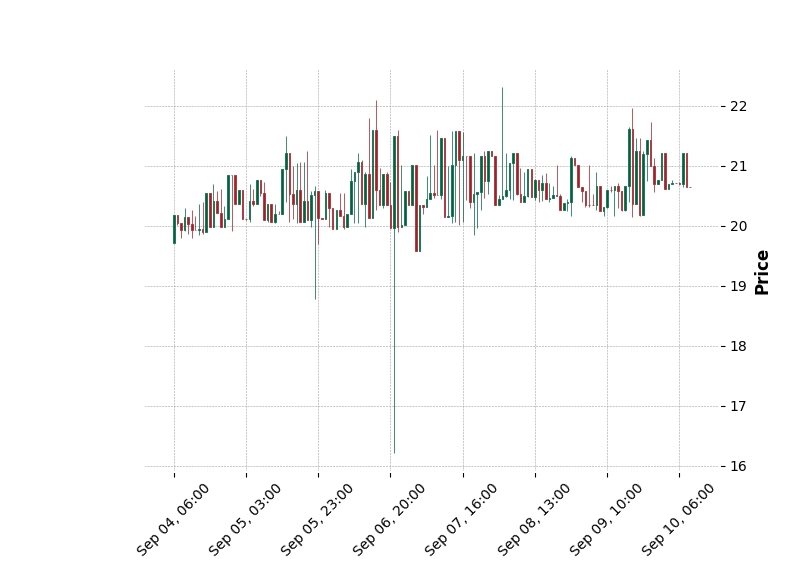 22
21
20
19
18
17
16
Price
Sep 04, 06:00
Sep 05, 03:00
Sep 05, 23:00
Sep 06, 20:00
Sep 07, 16:00
Sep 08, 13:00
Sep 09, 10:00
Sep 10, 06:00